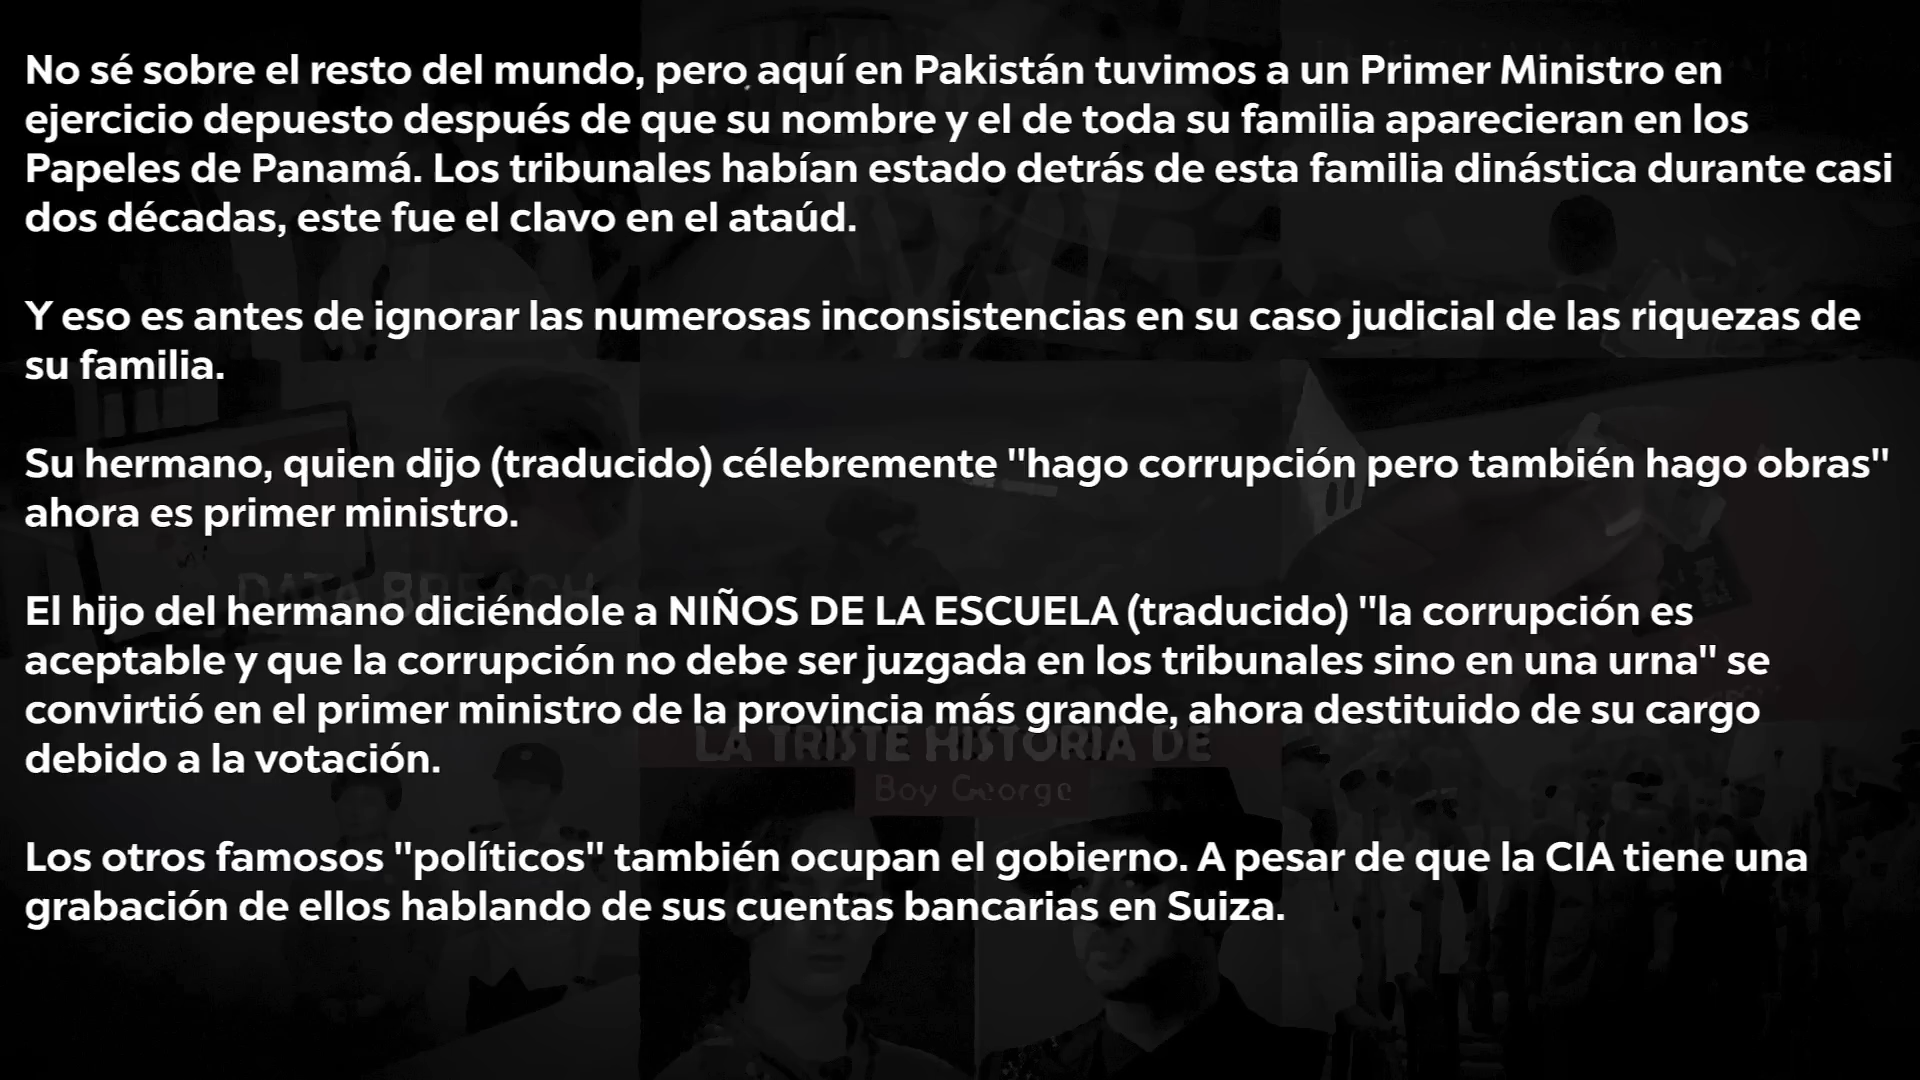 No sé sobre el resto del mundo, pero aquí en Pakistán tuvimos a un Primer Ministro en
ejercicio depuesto después de que su nombre y el de toda su familia aparecieran en los
Papeles de Panamá. Los tribunales habían estado detrás de esta familia dinástica durante casi
dos décadas, este fue el clavo en el ataúd.
Y eso es antes de ignorar las numerosas inconsistencias en su caso judicial de las riquezas de
su familia.
Su hermano, quien dijo (traducido) célebremente "hago corrupción pero también hago obras"
ahora es primer ministro.
DATA BREACH
El hijo del hermano diciéndole a NIÑOS DE LA ESCUELA (traducido) "la corrupción es
aceptable y que la corrupción no debe ser juzgada en los tribunales sino en una urna" se
convirtió en el primer ministro de la provincia más grande, ahora destituido de su cargo
debido a la votación.
LA TRISTE HISTORIA DE
Boy George
Los otros famosos "políticos" también ocupan el gobierno. A pesar de que la CIA tiene una
grabación de ellos hablando de sus cuentas bancarias en Suiza.